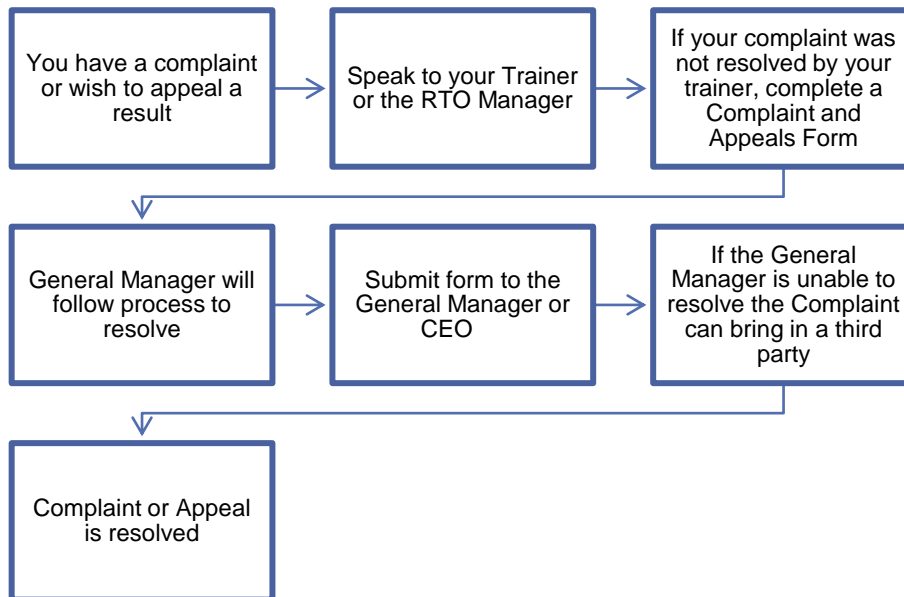 You have a complaint
or wish to appeal a
result
Speak to your Trainer
or the RTO Manager
If your complaint was
not resolved by your
trainer, complete a
Complaint and
Appeals Form
General Manager will
follow process to
resolve
Submit form to the
General Manager or
CEO
If the General
Manager is unable to
resolve the Complaint
can bring in a third
party
Complaint or Appeal
is resolved